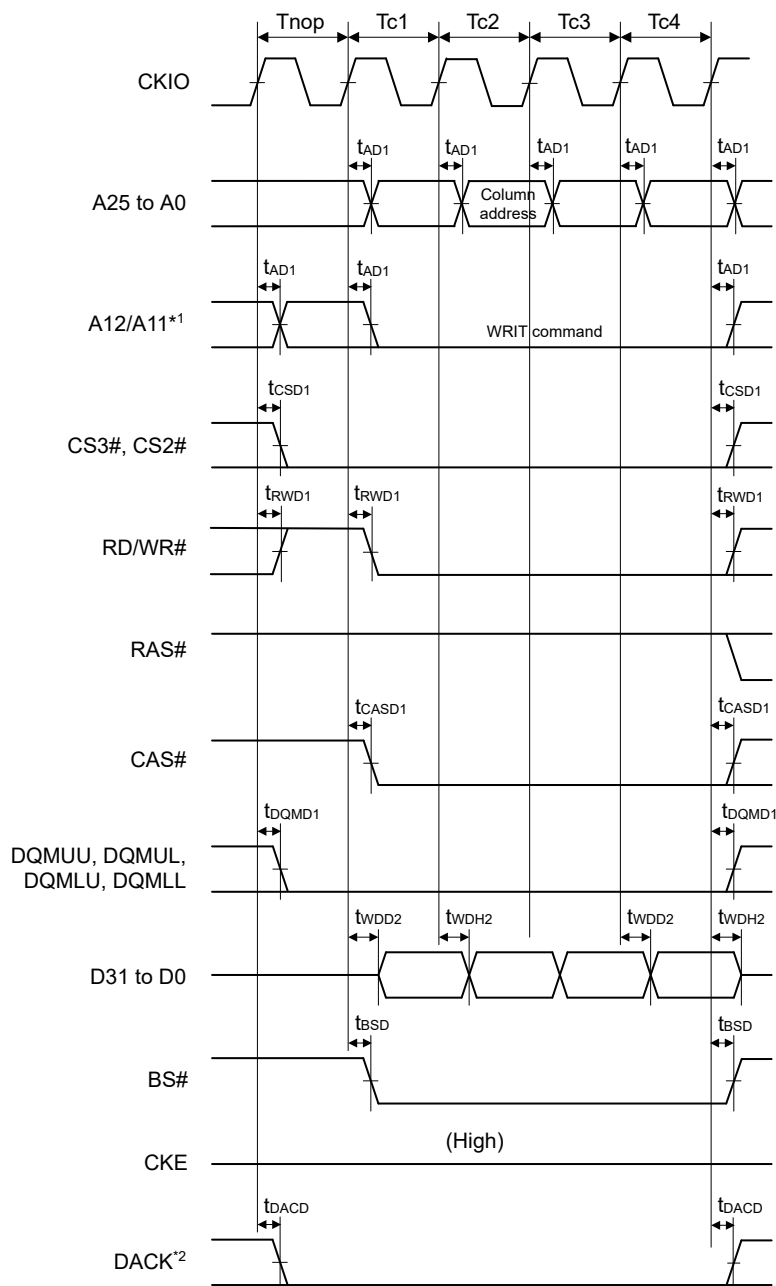 Tnop Tc1 Tc2 Tc3 Tc4
CKIO
tAD1 tAD1 tAD1 tAD1 tAD1
A25 to A0
Column
address
tAD1 tAD1 tAD1
A12/A11*1
WRIT command
tCSD1 tCSD1
CS3#, CS2#
tRWD1 tRWD1 tRWD1
RD/WR#
RAS#
tCASD1 tCASD1
CAS#
tDQMD1 tDQMD1
DQMUU, DQMUL,
DQMLU, DQMLL
tWDD2 tWDH2 tWDD2 tWDH2
D31 to D0
tBSD tBSD
BS#
(High)
CKE
tDACD tDACD
DACK*2